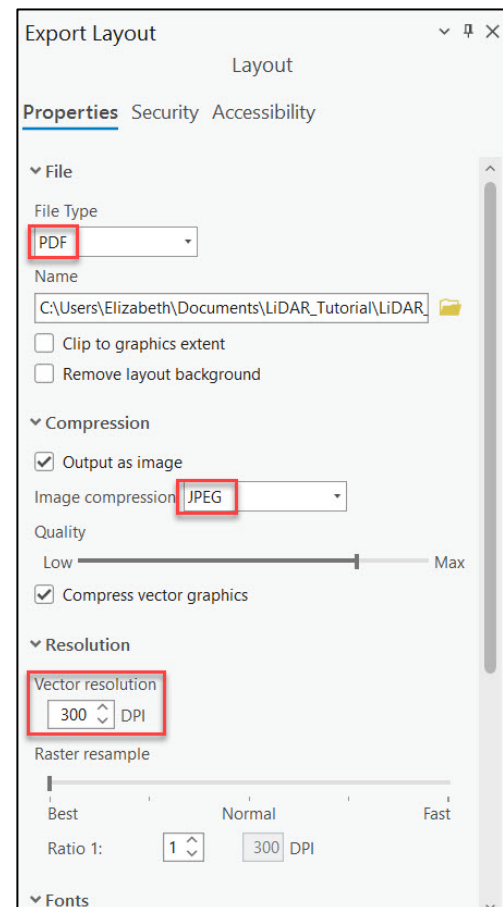 Export Layout
Layout
Properties Security Accessibility
File
File Type
PDF
Name
C:\Users\Elizabeth\Documents\LiDAR_Tutorial\LiDAR_
Clip to graphics extent
Remove layout background
Compression
Output as image
Image compression JPEG
Quality
Low Max
Compress vector graphics
Resolution
Vector resolution
300 DPI
Raster resample
Best Normal Fast
Ratio 1: 1 300 DPI
Fonts